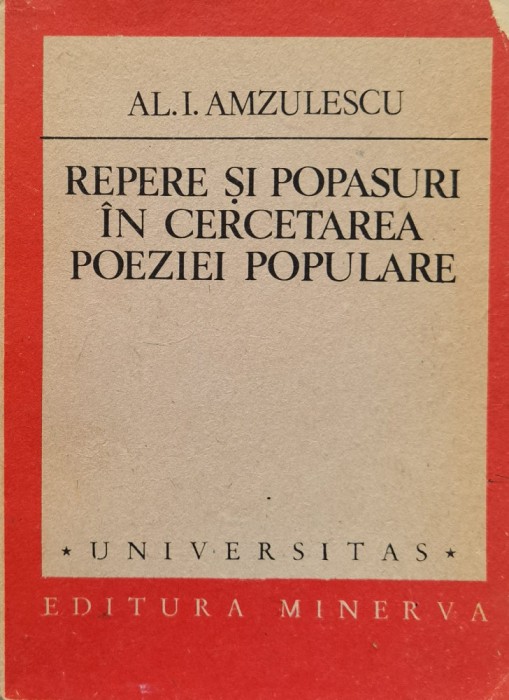 AL. I. AMZULESCU
REPERE ȘI POPASURI
ÎN CERCETAREA
POEZIEI POPULARE
★ UNIVERSITAS ★
EDITURA MINERVA